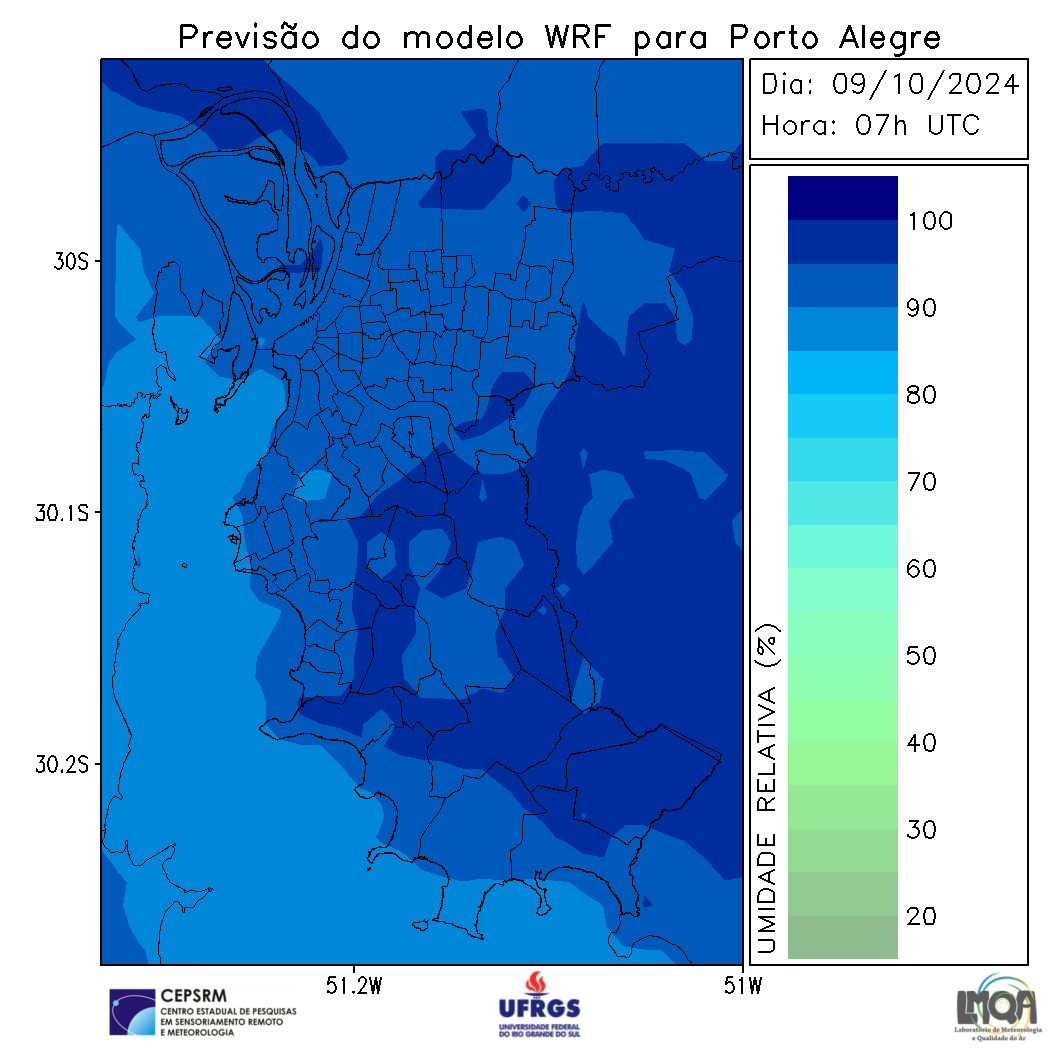 Previsão do modelo WRF para Porto Alegre
Dia: 09/10/2024
Hora: 07h UTC
30S
30.1S
30.2S
51.2W
51W
UMIDADE RELATIVA (%)
100
90
80
70
60
50
40
30
20
CEPSRM
CENTRO ESTADUAL DE PESQUISAS
EM SENSORIAMENTO REMOTO
E METEOROLOGIA
UFRGS
UNIVERSIDADE FEDERAL
DO RIO GRANDE DO SUL
LMQA
Laboratório de Meteorologia
e Qualidade do Ar